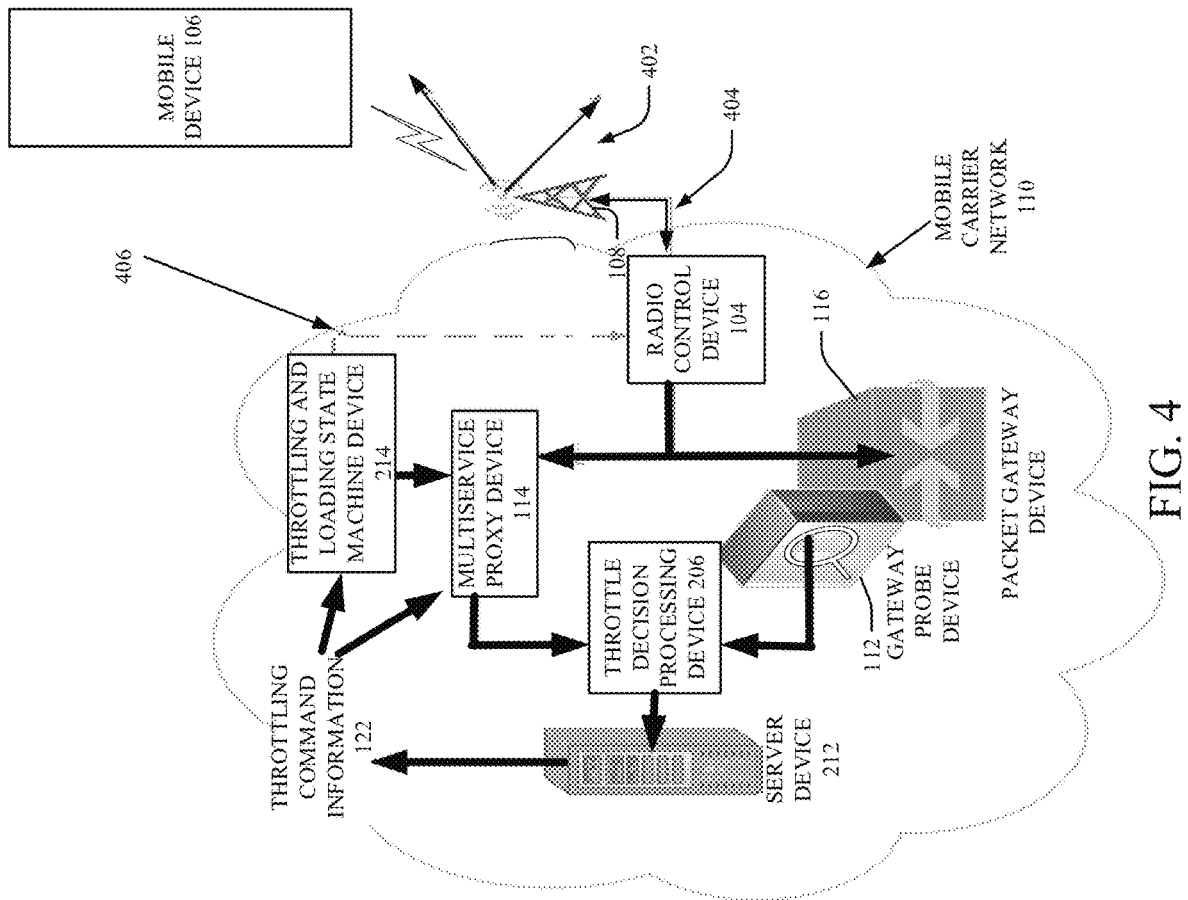 THROTTLING
COMMAND
INFORMATION
122
THROTTLING AND
LOADING STATE
MACHINE DEVICE
214
406
MOBILE
DEVICE 106
MULTISERVICE
PROXY DEVICE
114
RADIO
CONTROL
DEVICE
104
108
402
404
MOBILE
CARRIER
NETWORK
110
THROTTLE
DECISION
PROCESSING
DEVICE 206
SERVER
DEVICE
212
112
GATEWAY
PROBE
DEVICE
116
PACKET GATEWAY
DEVICE
FIG. 4